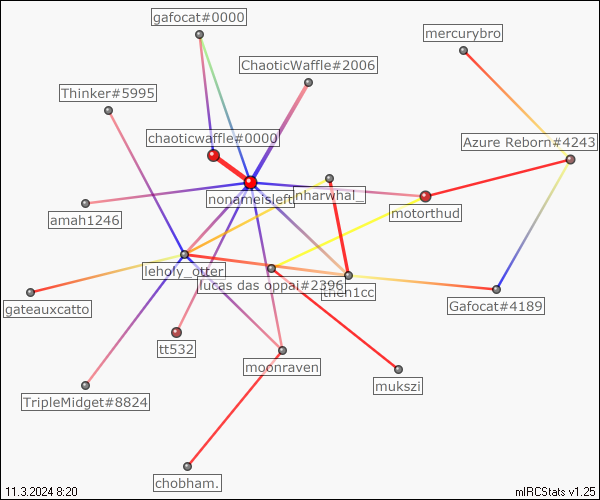 gafocat#0000
mercurybro
ChaoticWaffle#2006
Thinker#5995
chaoticwaffle#0000
Azure Reborn#4243
nonameisleft
nharwhal_
amah1246
motorthud
leholy_otter
lucas das oppai#2396
gateauxcatto
Gafocat#4189
tt532
moonraven
mukszi
TripleMidget#8824
chobham.
11.3.2024 8:20
mIRCStats v1.25